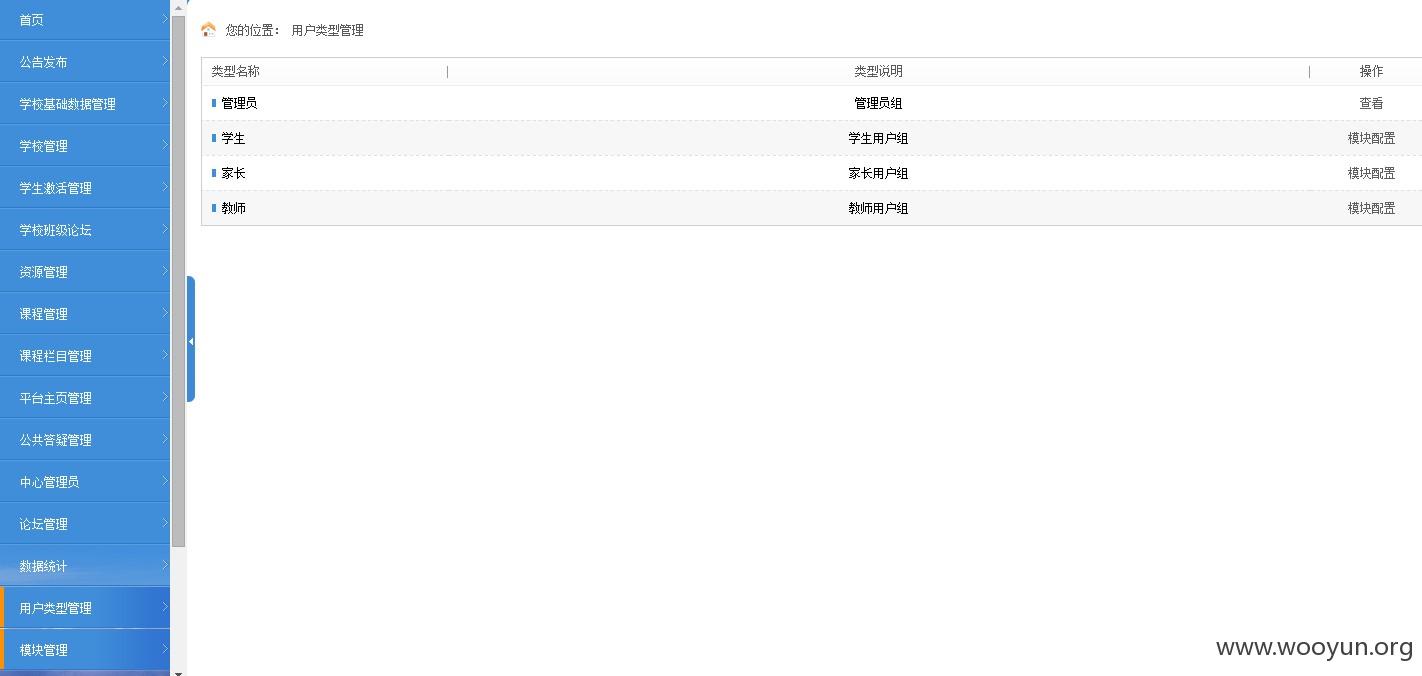 首页
公告发布
学校基础数据管理
学校管理
学生激活管理
学校班级论坛
资源管理
课程管理
课程栏目管理
平台主页管理
公共答疑管理
中心管理员
论坛管理
数据统计
用户类型管理
模块管理
您的位置： 用户类型管理
类型名称 类型说明 操作
管理员 管理员组 查看
学生 学生用户组 模块配置
家长 家长用户组 模块配置
教师 教师用户组 模块配置
www.wooyun.org